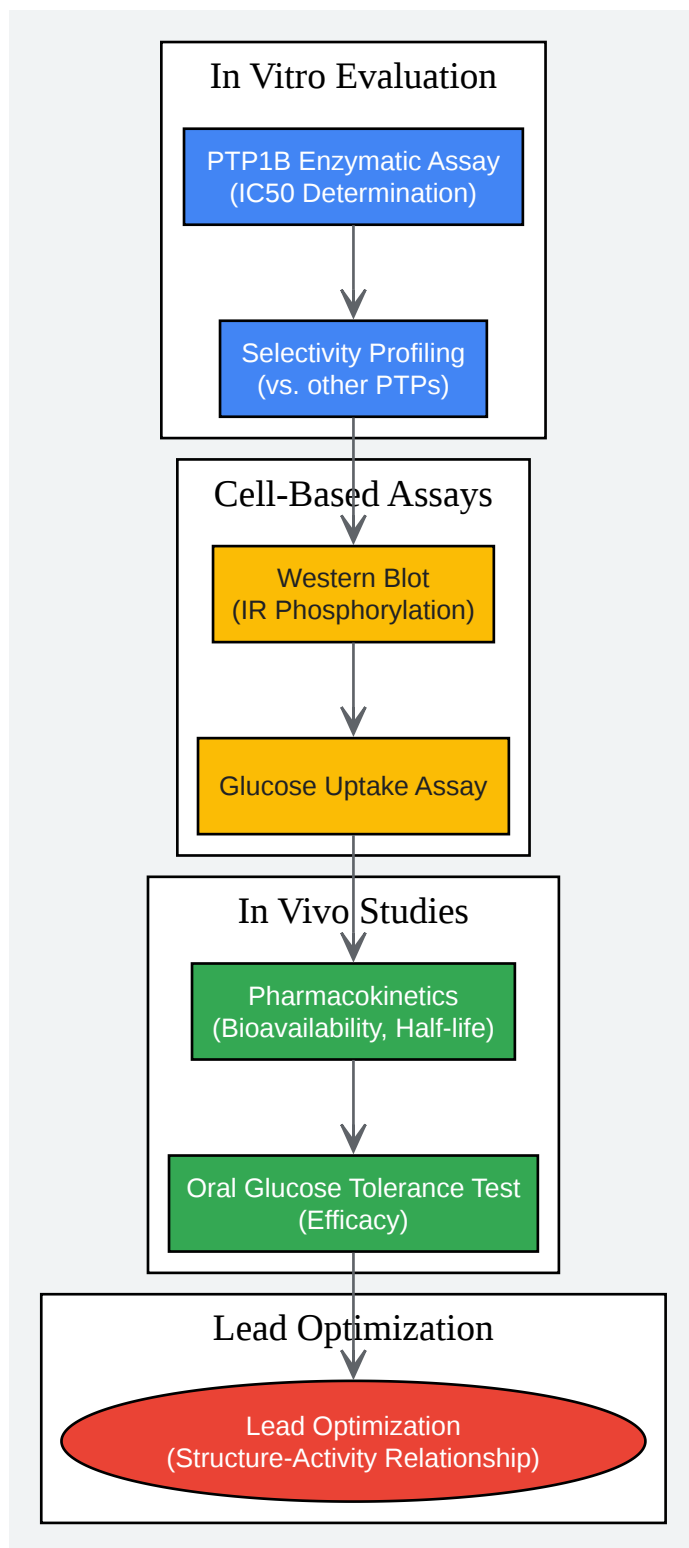 In Vitro Evaluation
PTP1B Enzymatic Assay
(IC50 Determination)
Selectivity Profiling
(vs. other PTPs)
Cell-Based Assays
Western Blot
(IR Phosphorylation)
Glucose Uptake Assay
In Vivo Studies
Pharmacokinetics
(Bioavailability, Half-life)
Oral Glucose Tolerance Test
(Efficacy)
Lead Optimization
Lead Optimization
(Structure-Activity Relationship)